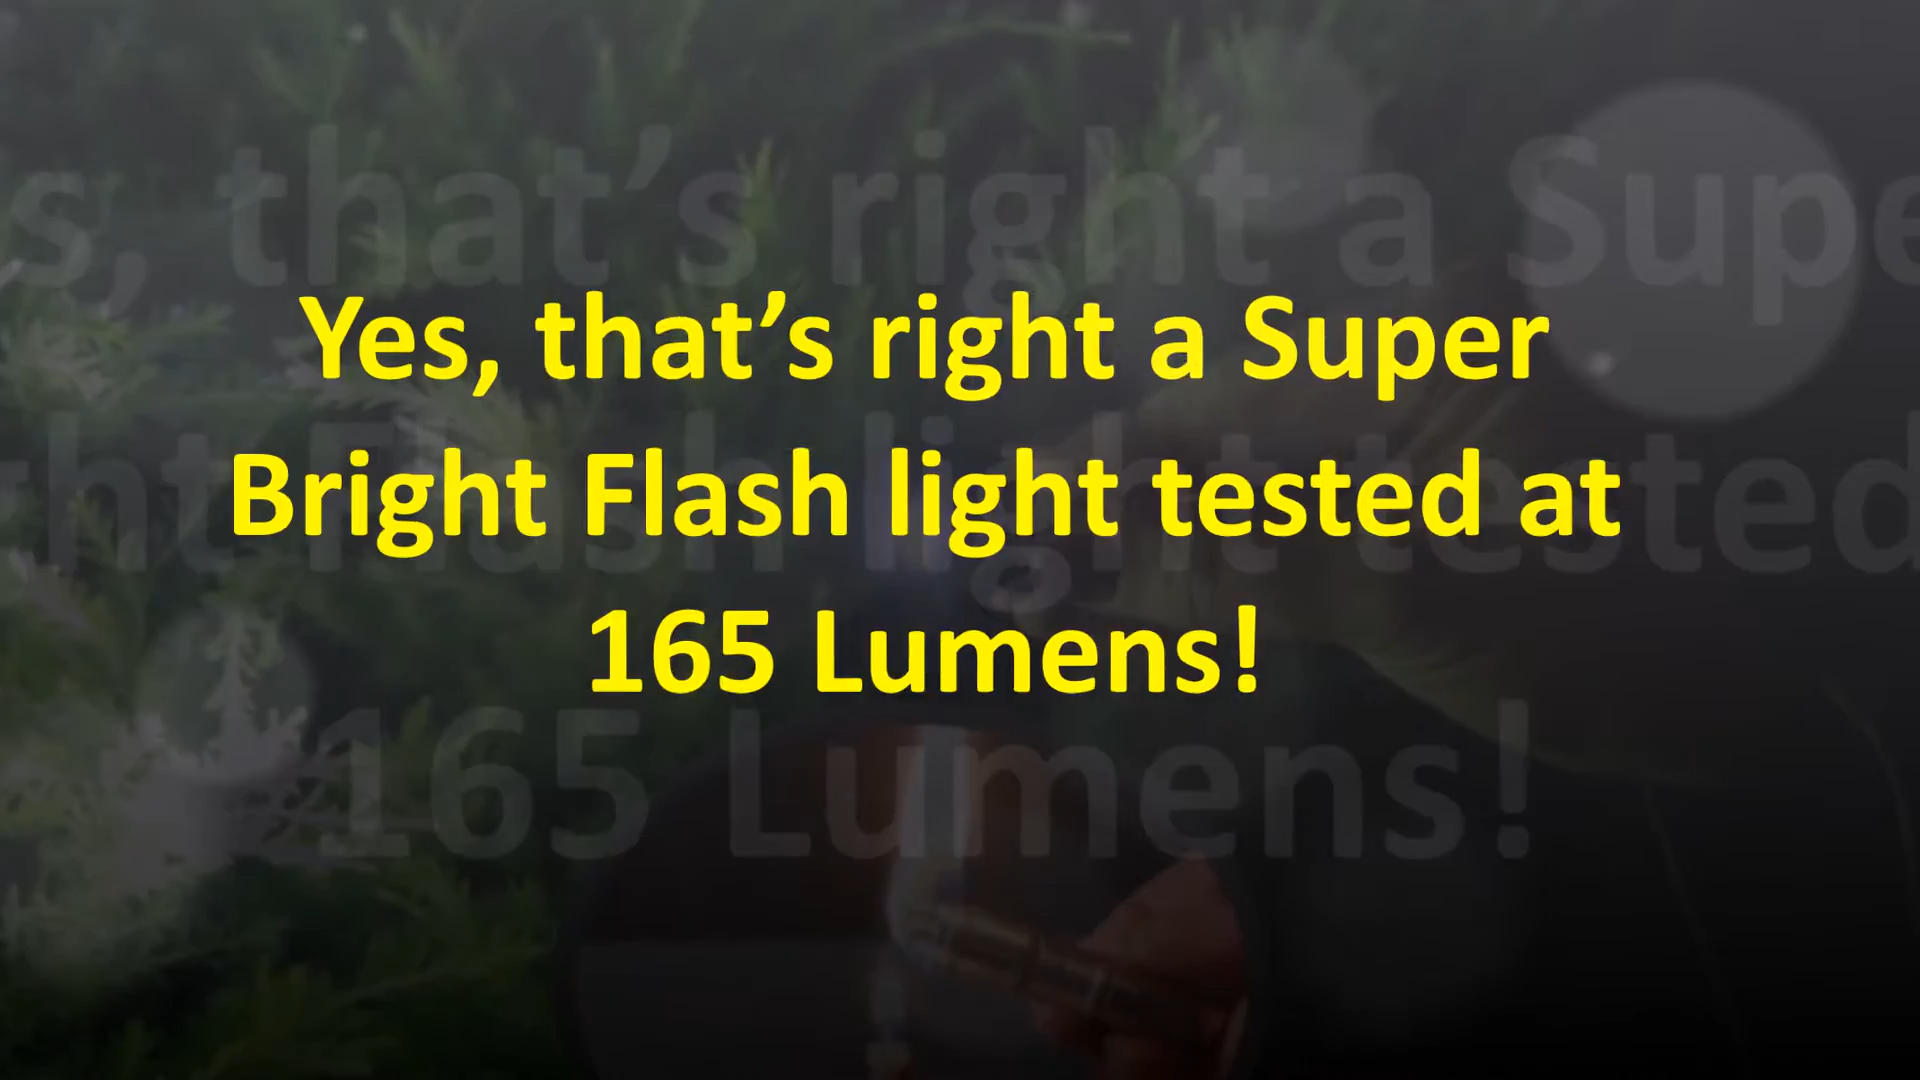 Yes, that’s right a Super
Bright Flash light tested at
165 Lumens!